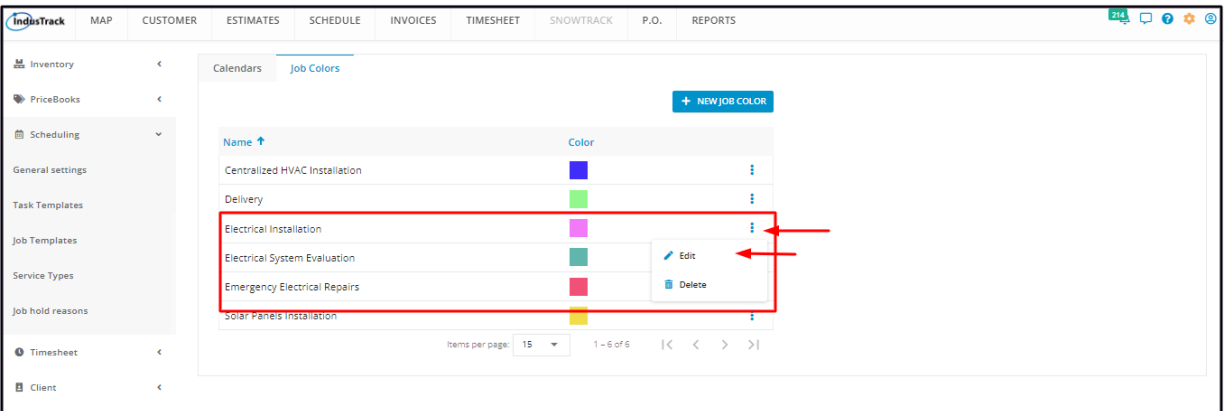 IndusTrack MAP CUSTOMER ESTIMATES SCHEDULE INVOICES TIMESHEET SNOWTRACK P.O. REPORTS 214
Inventory
PriceBooks
Scheduling
General settings
Task Templates
Job Templates
Service Types
Job hold reasons
Timesheet
Client
Calendars Job Colors
+ NEW JOB COLOR
Name Color
Centralized HVAC Installation
Delivery
Electrical Installation
Electrical System Evaluation
Emergency Electrical Repairs
Solar Panels Installation
Edit
Delete
Items per page: 15 1 – 6 of 6